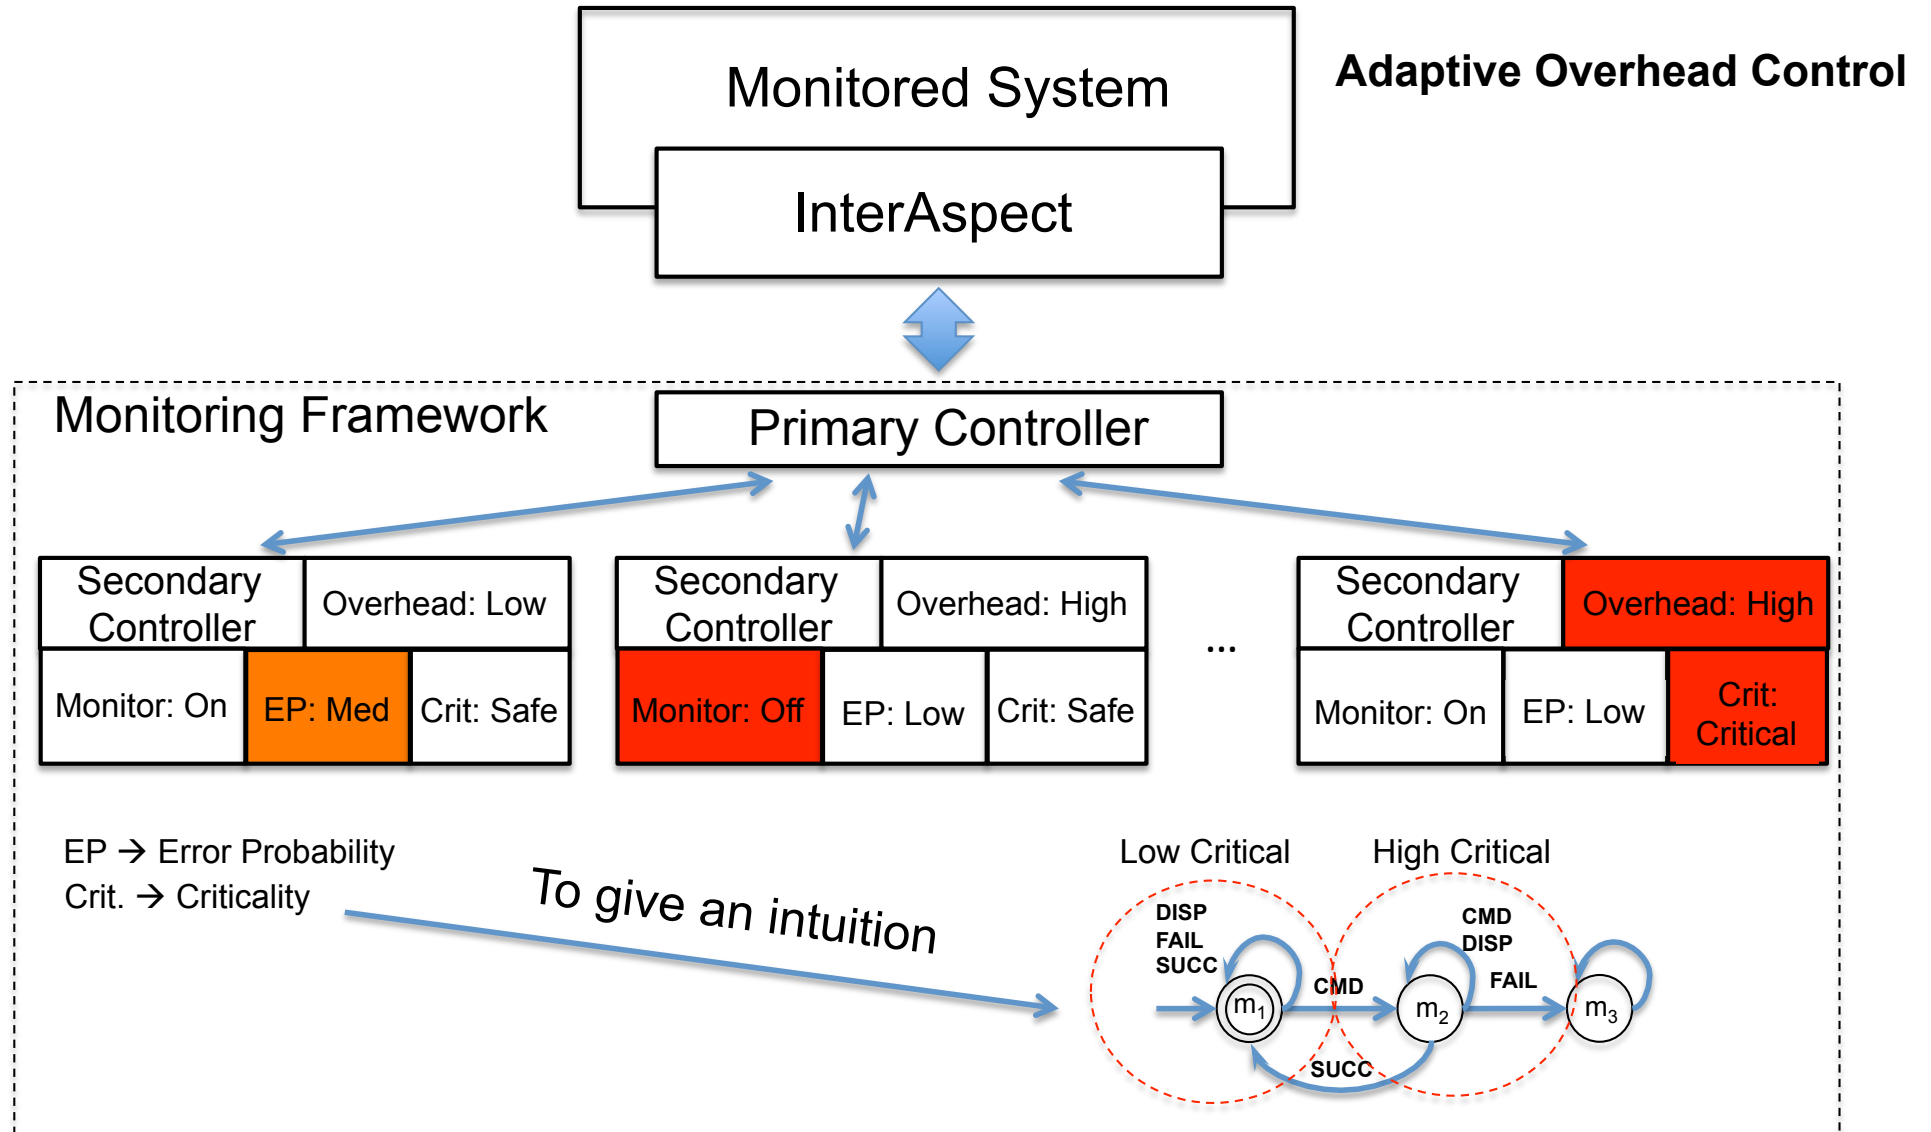 Monitored System
Adaptive Overhead Control
InterAspect
Monitoring Framework
Primary Controller
Secondary
Controller
Overhead: Low
Monitor: On
EP: Med
Crit: Safe
Secondary
Controller
Overhead: High
Monitor: Off
EP: Low
Crit: Safe
...
Secondary
Controller
Overhead: High
Monitor: On
EP: Low
Crit:
Critical
EP → Error Probability
Crit. → Criticality
To give an intuition
Low Critical
High Critical
DISP
FAIL
SUCC
CMD
CMD
DISP
FAIL
m1
m2
m3
SUCC